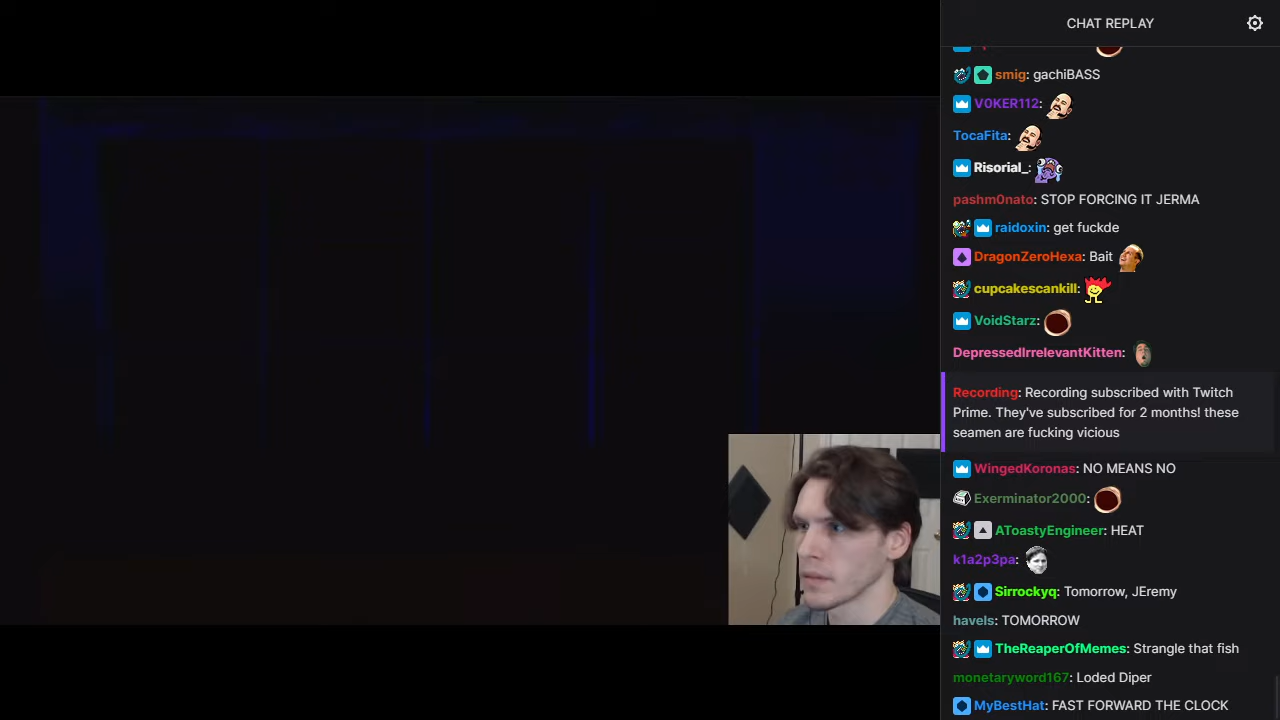 CHAT REPLAY
smig: gachiBASS
V0KER112:
TocaFita:
Risorial_:
pashm0nato: STOP FORCING IT JERMA
raidoxin: get fuckde
DragonZeroHexa: Bait
cupcakescankill:
VoidStarz:
DepressedIrrelevantKitten:
Recording: Recording subscribed with Twitch
Prime. They've subscribed for 2 months! these
seamen are fucking vicious
WingedKoronas: NO MEANS NO
Exerminator2000:
AToastyEngineer: HEAT
k1a2p3pa:
Sirrockyq: Tomorrow, JEremy
havels: TOMORROW
TheReaperOfMemes: Strangle that fish
monetaryword167: Loded Diper
MyBestHat: FAST FORWARD THE CLOCK